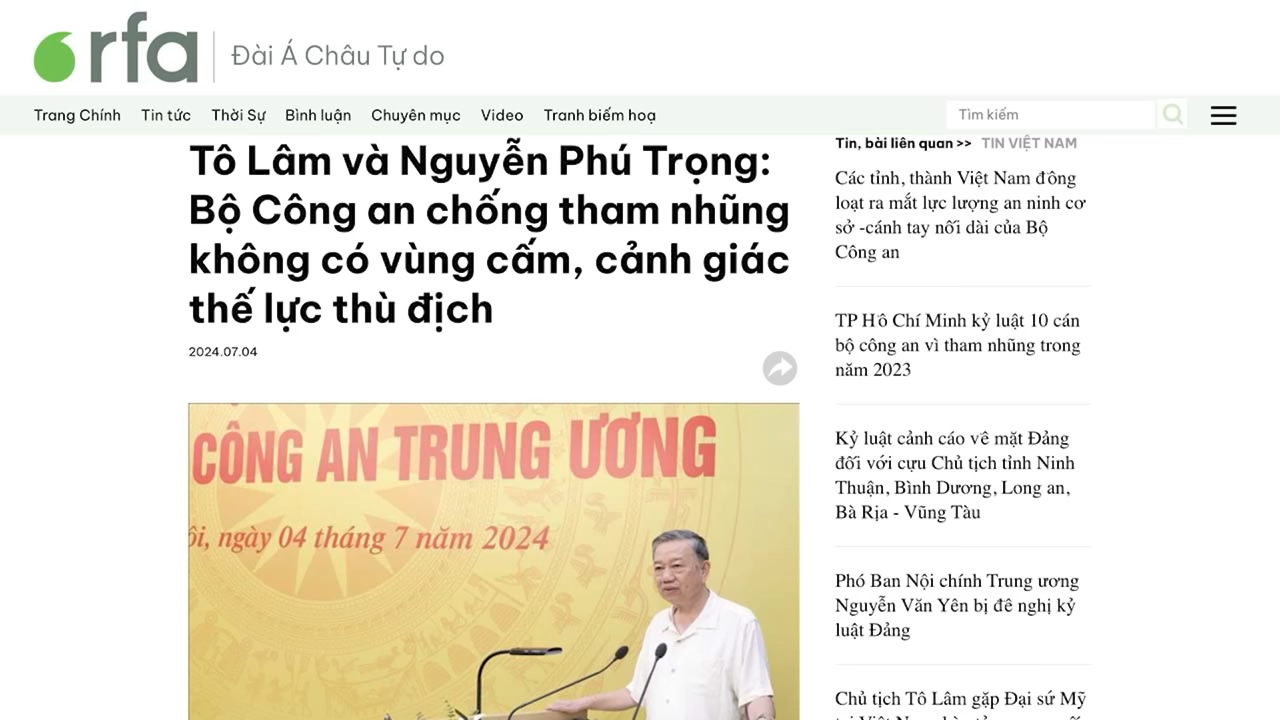 rfa
Đài Á Châu Tự do
Trang Chính Tin tức Thời Sự Bình luận Chuyên mục Video Tranh biếm hoạ
Tìm kiếm
Tô Lâm và Nguyễn Phú Trọng:
Bộ Công an chống tham nhũng
không có vùng cấm, cảnh giác
thế lực thù địch
2024.07.04
CÔNG AN TRUNG ƯƠNG
ội, ngày 04 tháng 7 năm 2024
Tin, bài liên quan >> TIN VIỆT NAM
Các tỉnh, thành Việt Nam đồng
loạt ra mắt lực lượng an ninh cơ
sở -cánh tay nối dài của Bộ
Công an
TP Hồ Chí Minh kỷ luật 10 cán
bộ công an vì tham nhũng trong
năm 2023
Kỷ luật cảnh cáo về mặt Đảng
đối với cựu Chủ tịch tỉnh Ninh
Thuận, Bình Dương, Long an,
Bà Rịa - Vũng Tàu
Phó Ban Nội chính Trung ương
Nguyễn Văn Yên bị đề nghị kỷ
luật Đảng
Chủ tịch Tô Lâm gặp Đại sứ Mỹ